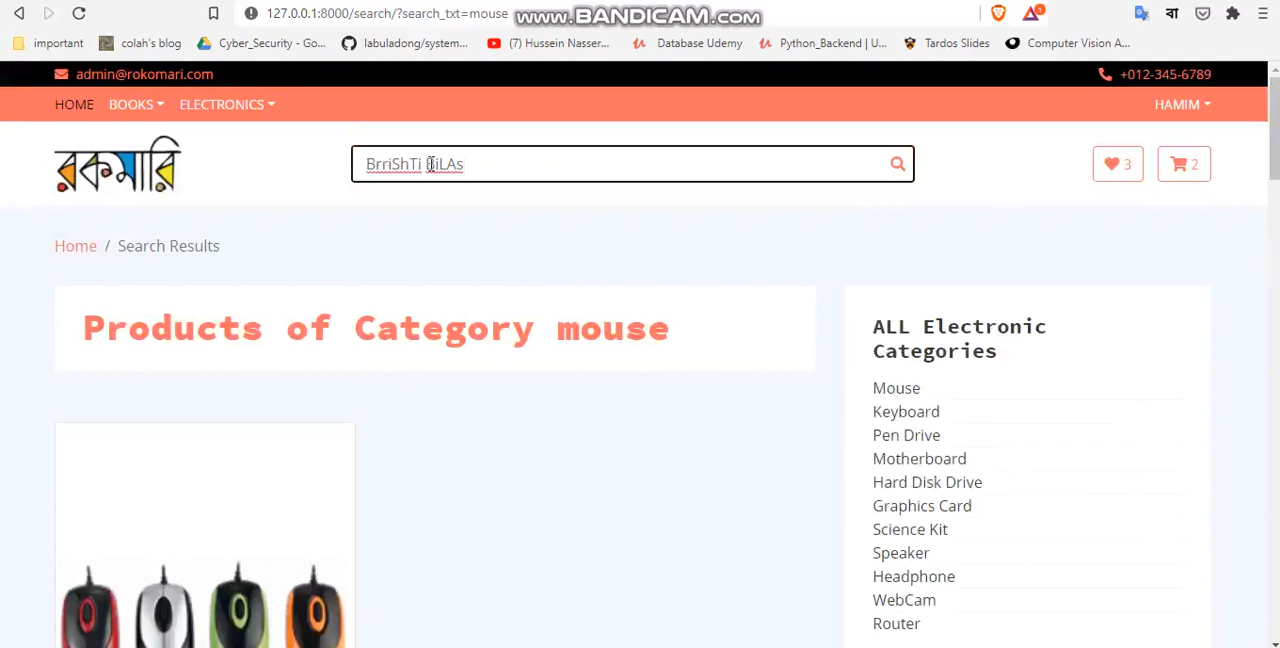 127.0.0.1:8000/search/?search_txt=mouse
www.BANDICAM.com
1
বা
important
colah's blog
Cyber_Security - Go...
labuladong/system...
(7) Hussein Nasser...
Database Udemy
Python_Backend | U...
Tardos Slides
Computer Vision A...
admin@rokomari.com
+012-345-6789
HOME
BOOKS
ELECTRONICS
HAMIM
রকমারি
BrriShTi BiLAs
3
2
Home / Search Results
Products of Category mouse
ALL Electronic
Categories
Mouse
Keyboard
Pen Drive
Motherboard
Hard Disk Drive
Graphics Card
Science Kit
Speaker
Headphone
WebCam
Router